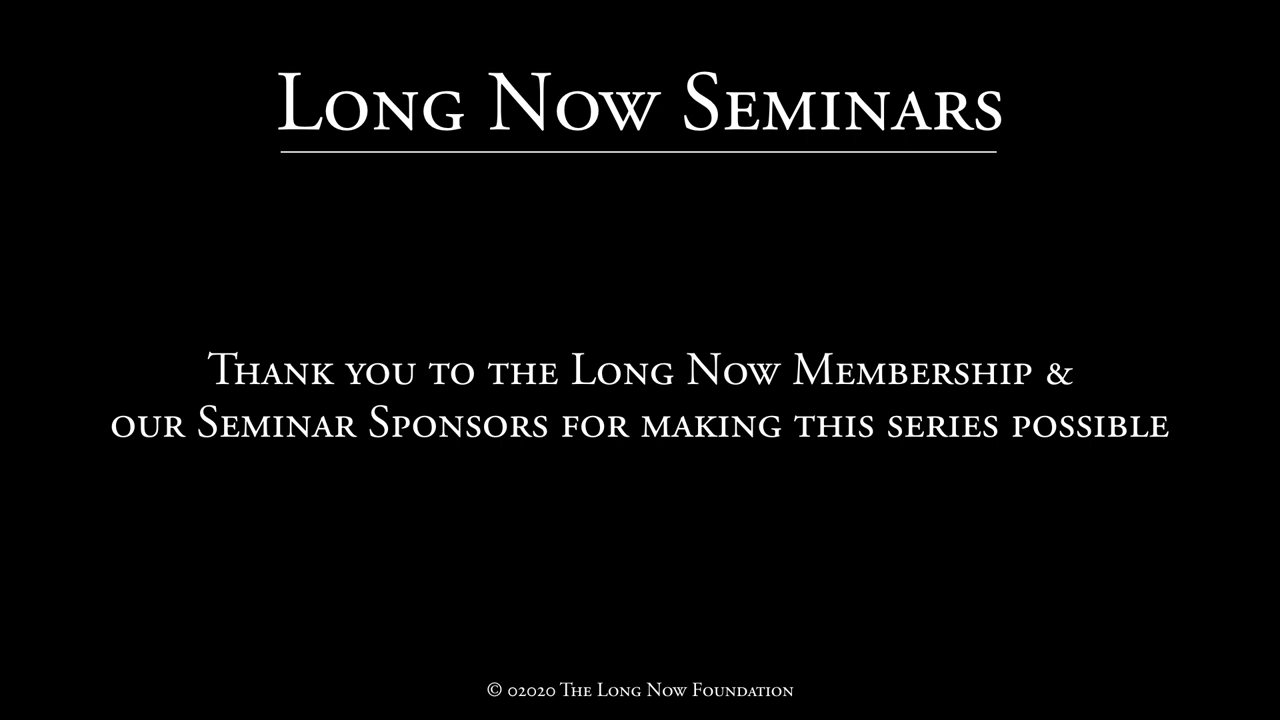 Long Now Seminars
Thank you to the Long Now Membership &
our Seminar Sponsors for making this series possible
© 02020 The Long Now Foundation